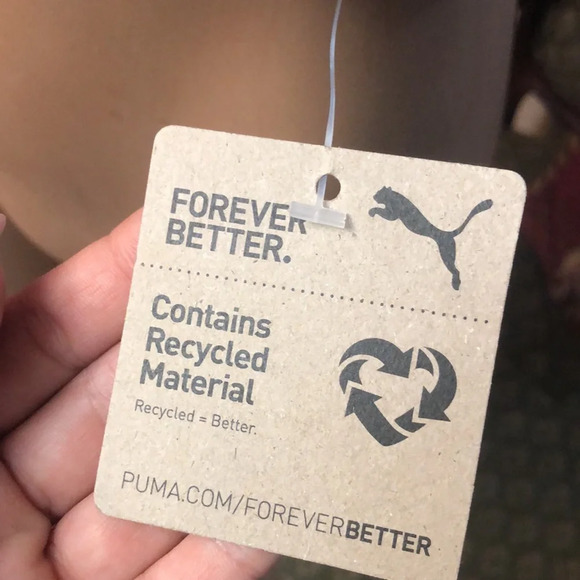 FOREVER
BETTER.
Contains
Recycled
Material
Recycled = Better.
PUMA.COM/FOREVERBETTER